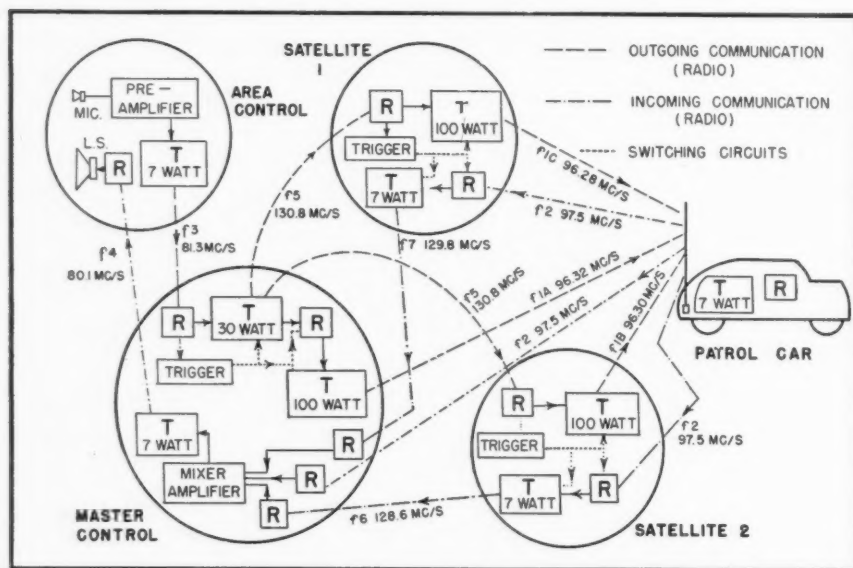 SATELLITE
1
OUTGOING COMMUNICATION
(RADIO)
INCOMING COMMUNICATION
(RADIO)
SWITCHING CIRCUITS
AREA
CONTROL
MIC.
PRE-
AMPLIFIER
L.S.
R
T
7 WATT
R
T
100 WATT
TRIGGER
T
7 WATT
R
f1C 96.28 MC/S
f2 97.5 MC/S
f5
130.8 MC/S
f3
81.3MC/S
f4
80.1 MC/S
f7 129.8 MC/S
f5
130.8 MC/S
f1A 96.32 MC/S
f2 97.5 MC/S
f1B 96.30MC/S
T
7 WATT
R
PATROL CAR
R
T
30 WATT
R
TRIGGER
T
100 WATT
T
7 WATT
R
MIXER
AMPLIFIER
R
R
MASTER
CONTROL
f6 128.6 MC/S
R
T
100 WATT
TRIGGER
T
7 WATT
R
f2
97.5 MC/S
SATELLITE 2